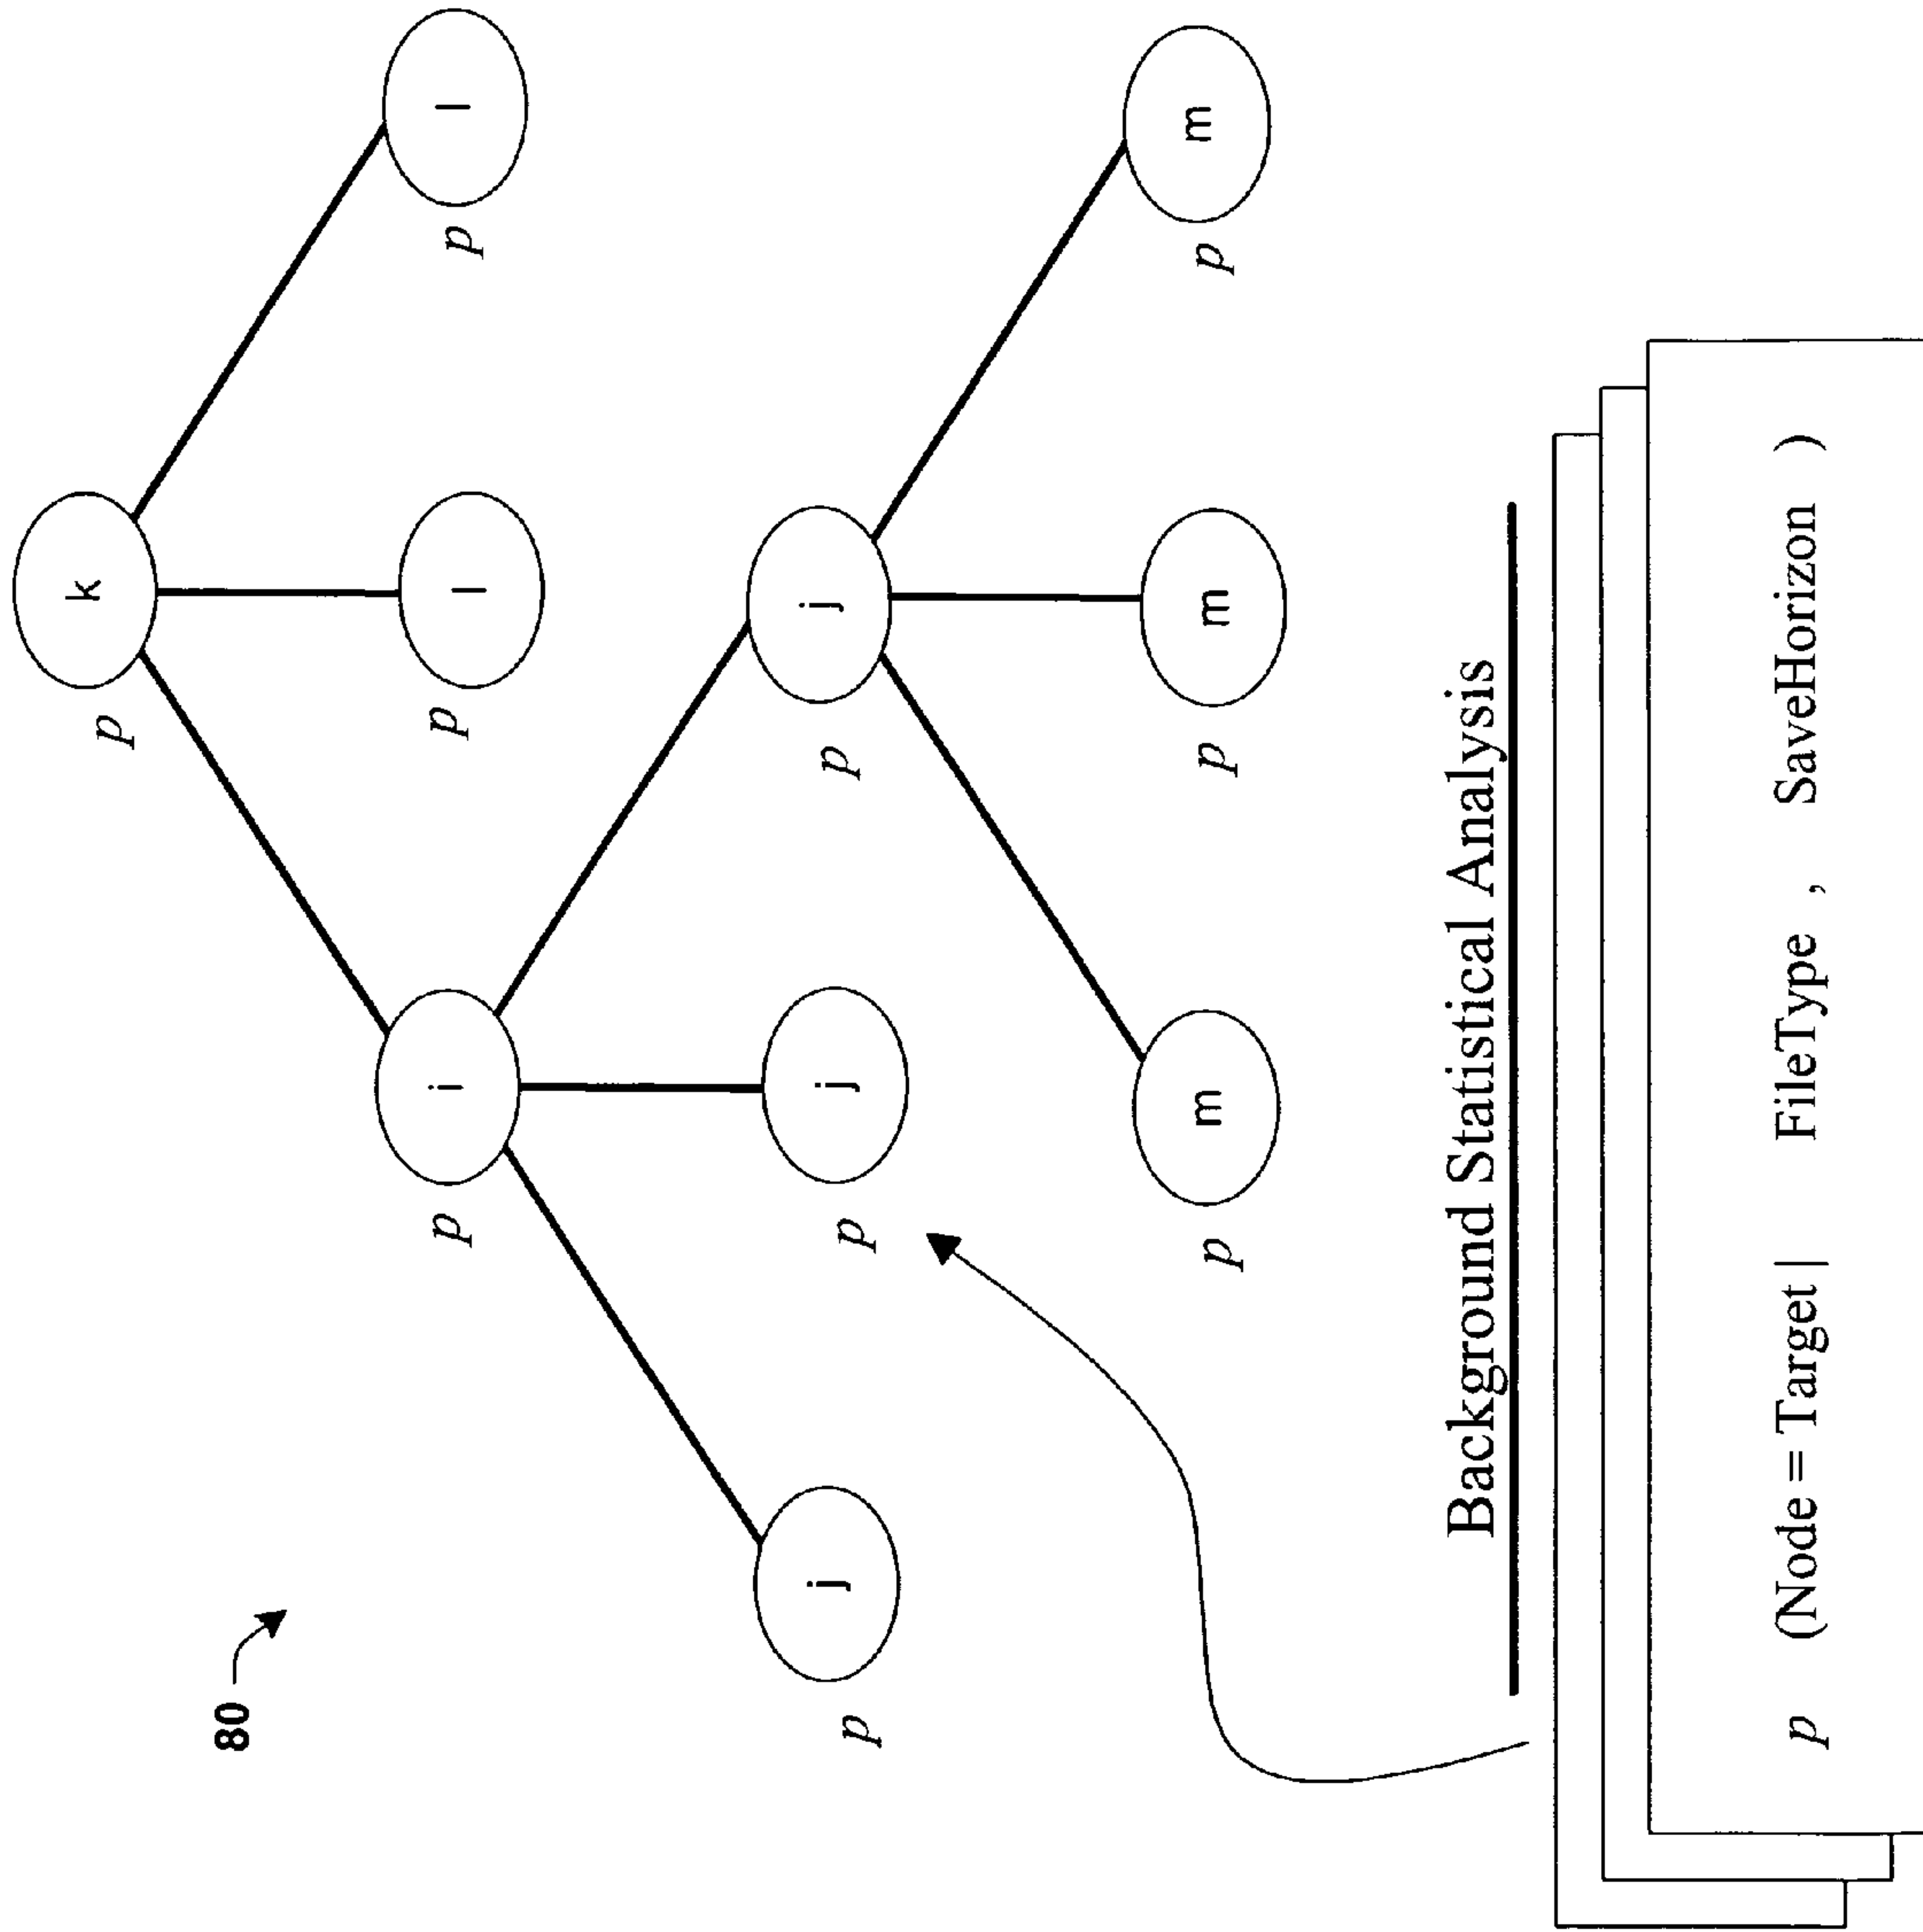 p k
80
p i p l p l
p j p j p j
p m p m p m
Background Statistical Analysis
p (Node = Target | FileType , SaveHorizon )